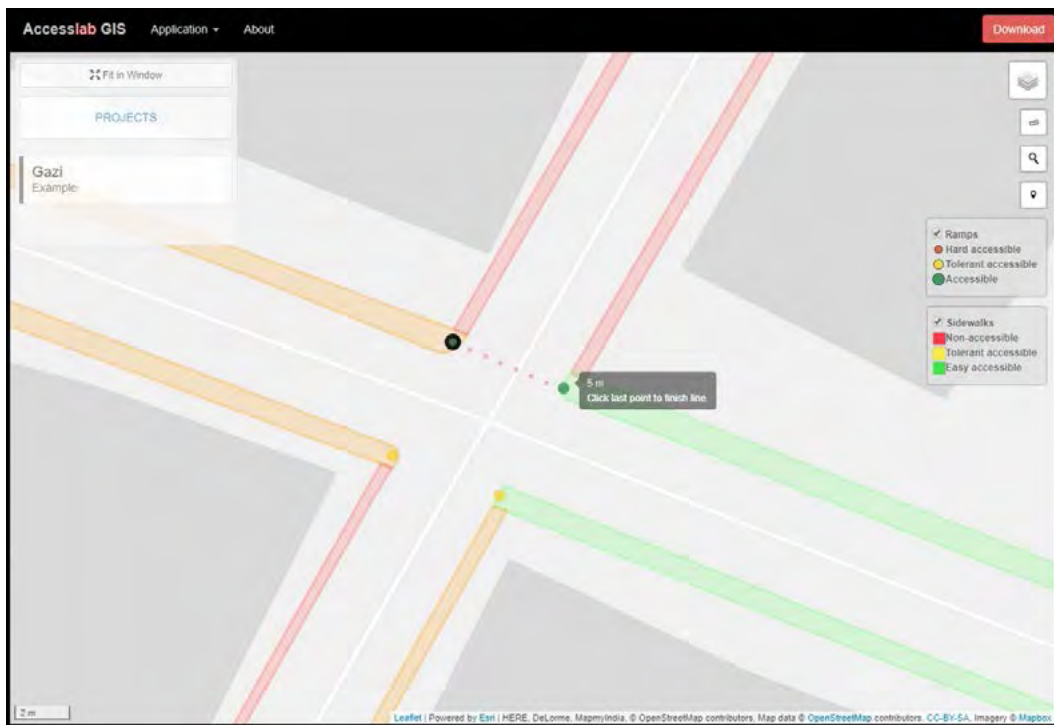 Accesslab GIS Application About Download
Fit in Window
PROJECTS
Gazi
Example
Ramps
Hard accessible
Tolerant accessible
Accessible
Sidewalks
Non-accessible
Tolerant accessible
Easy accessible
5 m
Click last point to finish line
2 m
Leaflet | Powered by Esri | HERE, DeLorme, MapmyIndia, © OpenStreetMap contributors, Map data © OpenStreetMap contributors, CC-BY-SA, Imagery © Mapbox